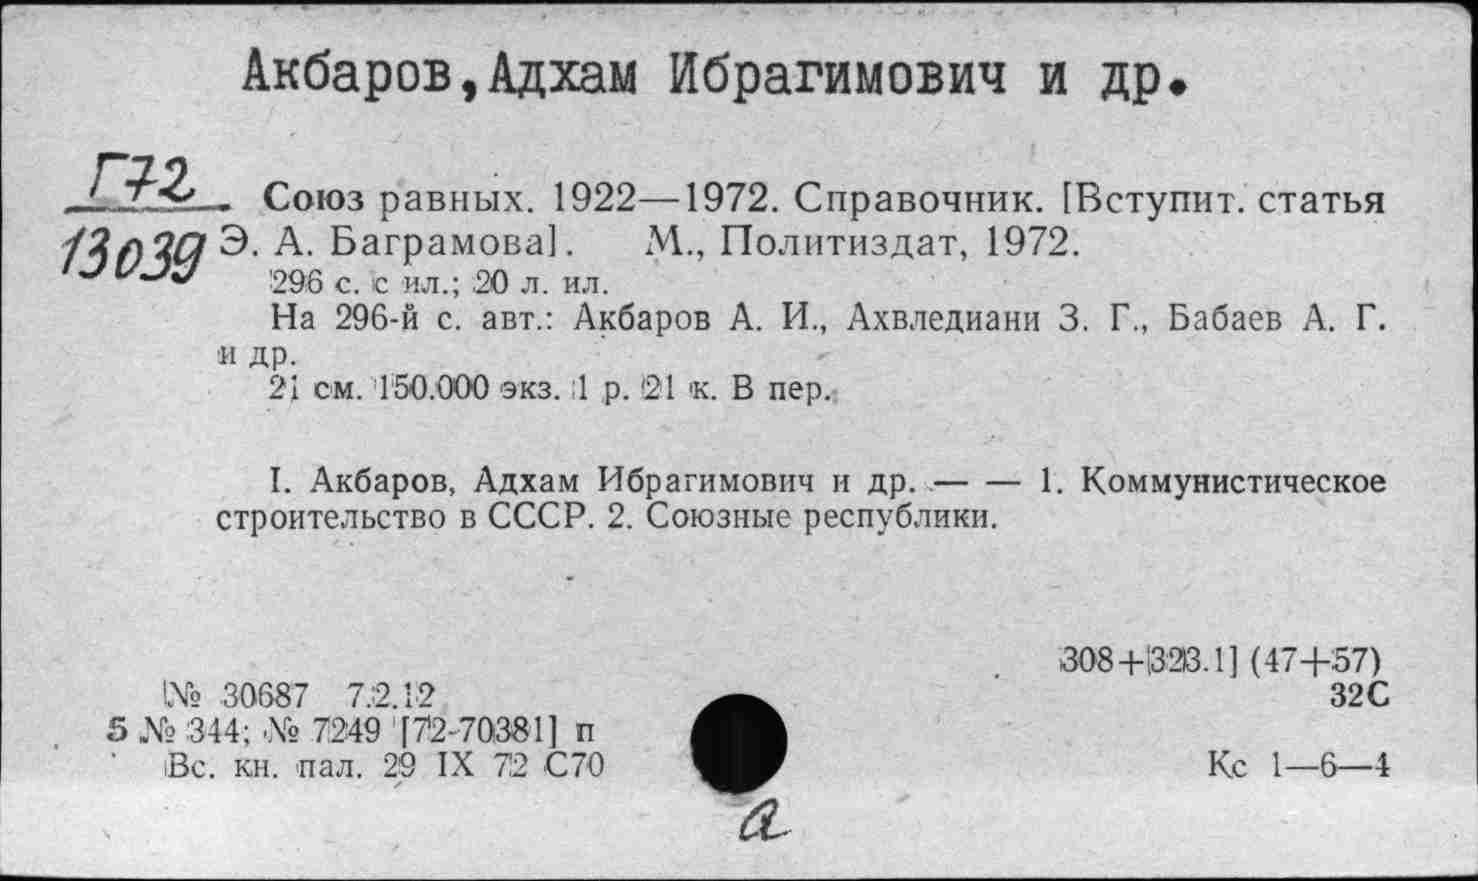 Акбаров,Адхам Ибрагимович и др.
Г72
13039
Союз равных. 1922—1972. Справочник. [Вступит. статья
Э. А. Баграмова]. М., Политиздат, 1972.
296 с. с ил.; 20 л. ил.
На 296-й с. авт.: Акбаров А. И., Ахвледиани З. Г., Бабаев А. Г.
и др.
21 см. 150.000 экз. 1 р. 21 к. В пер.
I. Акбаров, Адхам Ибрагимович и др. — — 1. Коммунистическое
строительство в СССР. 2. Союзные республики.
308+[323.1] (47+57)
32С
№ 30687 7.2.12
5 № 344; № 7249 [72-70381] п
Вс. кн. пал. 29 IX 72 С70
Кс 1—6—4
а